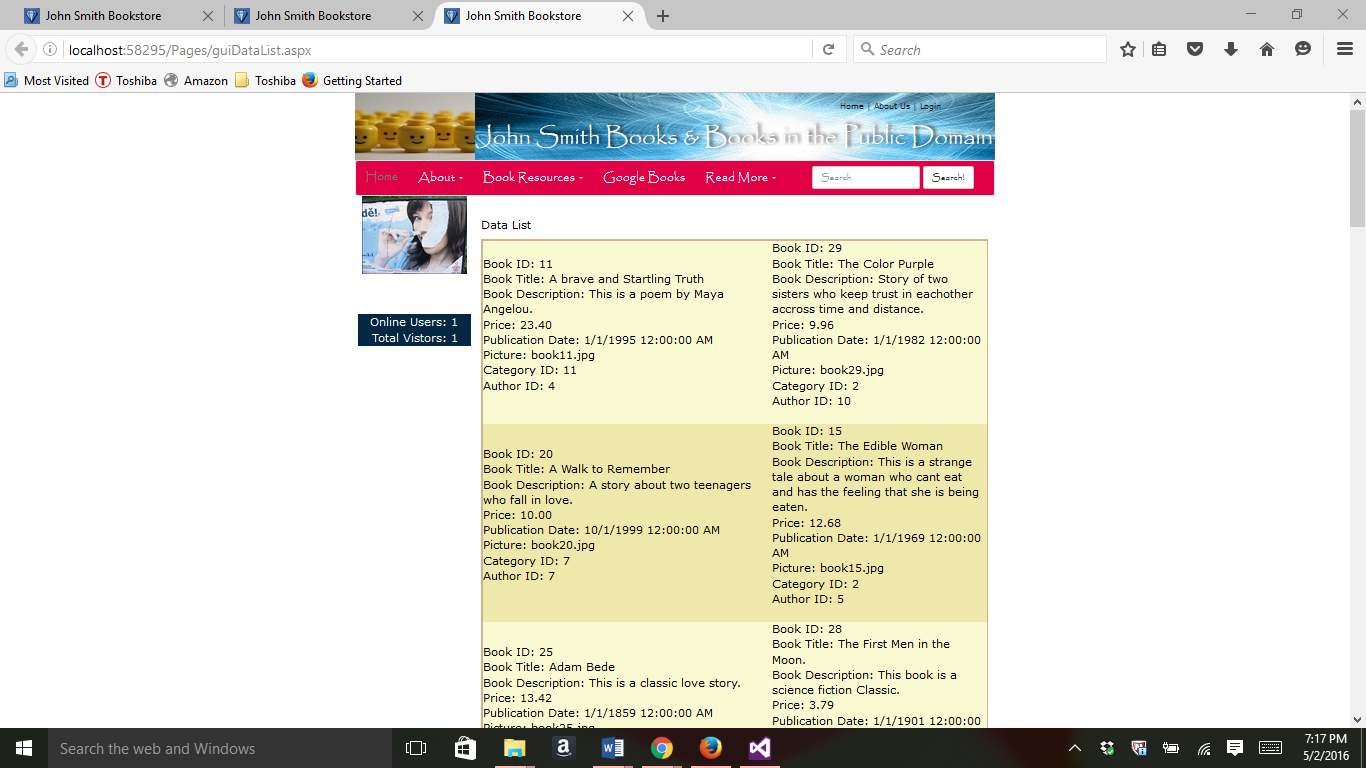 John Smith Bookstore
John Smith Bookstore
John Smith Bookstore
localhost:58295/Pages/guiDataList.aspx
Search
Most Visited
Toshiba
Amazon
Toshiba
Getting Started
Home | About Us | Login
John Smith Books & Books in the Public Domain
Home
About
Book Resources
Google Books
Read More
Search
Search!
dě!
Online Users: 1
Total Vistors: 1
Data List
Book ID: 11
Book Title: A brave and Startling Truth
Book Description: This is a poem by Maya
Angelou.
Price: 23.40
Publication Date: 1/1/1995 12:00:00 AM
Picture: book11.jpg
Category ID: 11
Author ID: 4
Book ID: 29
Book Title: The Color Purple
Book Description: Story of two
sisters who keep trust in eachother
accross time and distance.
Price: 9.96
Publication Date: 1/1/1982 12:00:00
AM
Picture: book29.jpg
Category ID: 2
Author ID: 10
Book ID: 20
Book Title: A Walk to Remember
Book Description: A story about two teenagers
who fall in love.
Price: 10.00
Publication Date: 10/1/1999 12:00:00 AM
Picture: book20.jpg
Category ID: 7
Author ID: 7
Book ID: 15
Book Title: The Edible Woman
Book Description: This is a strange
tale about a woman who cant eat
and has the feeling that she is being
eaten.
Price: 12.68
Publication Date: 1/1/1969 12:00:00
AM
Picture: book15.jpg
Category ID: 2
Author ID: 5
Book ID: 25
Book Title: Adam Bede
Book Description: This is a classic love story.
Price: 13.42
Publication Date: 1/1/1859 12:00:00 AM
Picture: book25.jpg
Book ID: 28
Book Title: The First Men in the
Moon.
Book Description: This book is a
science fiction Classic.
Price: 3.79
Publication Date: 1/1/1901 12:00:00
Search the web and Windows
7:17 PM
5/2/2016